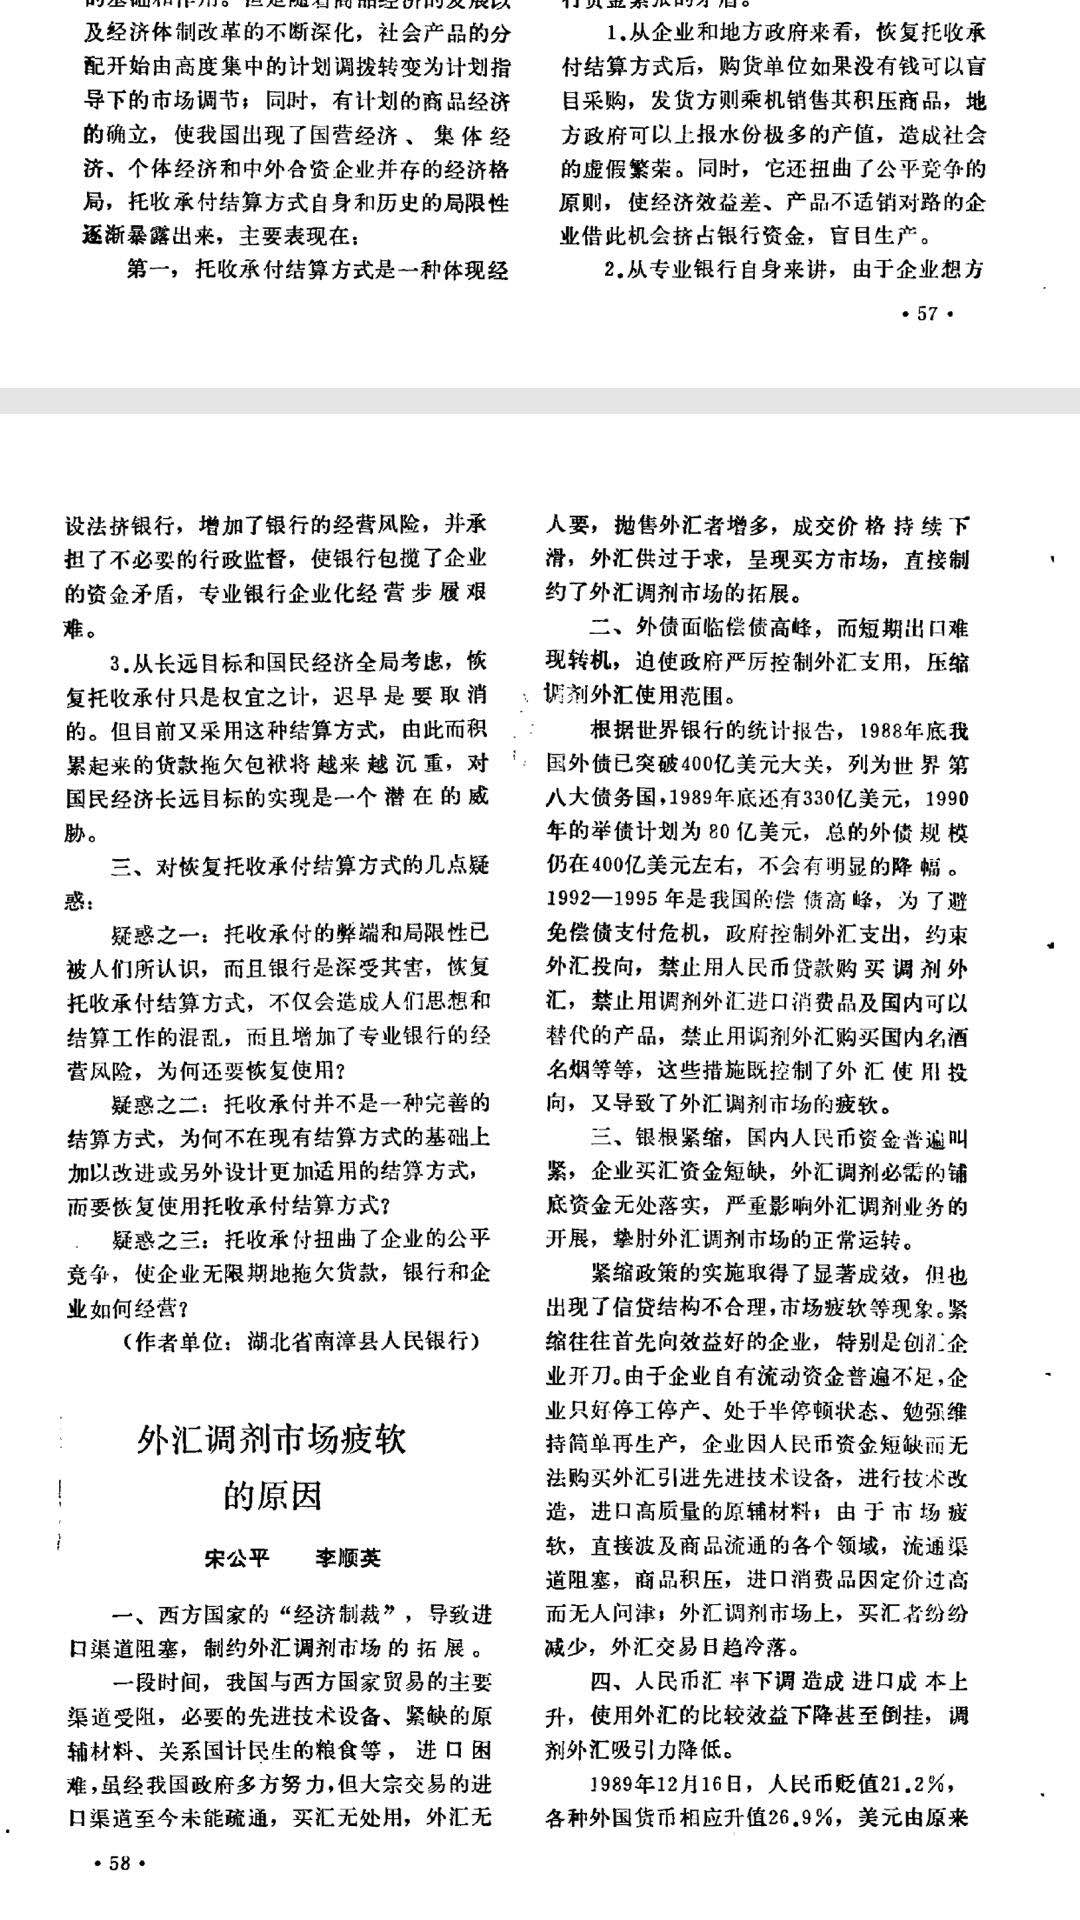 及经济体制改革的不断深化，社会产品的分
配开始由高度集中的计划调拨转变为计划指
导下的市场调节；同时，有计划的商品经济
的确立，使我国出现了国营经济、集体经
济、个体经济和中外合资企业并存的经济格
局，托收承付结算方式自身和历史的局限性
逐渐暴露出来，主要表现在：
第一，托收承付结算方式是一种体现经
1.从企业和地方政府来看，恢复托收承
付结算方式后，购货单位如果没有钱可以盲
目采购，发货方则乘机销售其积压商品，地
方政府可以上报水份极多的产值，造成社会
的虚假繁荣。同时，它还扭曲了公平竞争的
原则，使经济效益差、产品不适销对路的企
业借此机会挤占银行资金，盲目生产。
2.从专业银行自身来讲，由于企业想方
·57·
设法挤银行，增加了银行的经营风险，并承
担了不必要的行政监督，使银行包揽了企业
的资金矛盾，专业银行企业化经营步履艰
难。
3.从长远目标和国民经济全局考虑，恢
复托收承付只是权宜之计，迟早是要取消
的。但目前又采用这种结算方式，由此而积
累起来的货款拖欠包袱将越来越沉重，对
国民经济长远目标的实现是一个潜在的威
胁。
三、对恢复托收承付结算方式的几点疑
惑：
疑惑之一：托收承付的弊端和局限性已
被人们所认识，而且银行是深受其害，恢复
托收承付结算方式，不仅会造成人们思想和
结算工作的混乱，而且增加了专业银行的经
营风险，为何还要恢复使用？
疑惑之二：托收承付并不是一种完善的
结算方式，为何不在现有结算方式的基础上
加以改进或另外设计更加适用的结算方式，
而要恢复使用托收承付结算方式？
疑惑之三：托收承付扭曲了企业的公平
竞争，使企业无限期地拖欠货款，银行和企
业如何经营？
（作者单位：湖北省南漳县人民银行）
外汇调剂市场疲软
的原因
宋公平　李顺英
一、西方国家的“经济制裁”，导致进
口渠道阻塞，制约外汇调剂市场的拓展。
一段时间，我国与西方国家贸易的主要
渠道受阻，必要的先进技术设备、紧缺的原
辅材料、关系国计民生的粮食等，进口困
难，虽经我国政府多方努力，但大宗交易的进
口渠道至今未能疏通，买汇无处用，外汇无
人要，抛售外汇者增多，成交价格持续下
滑，外汇供过于求，呈现买方市场，直接制
约了外汇调剂市场的拓展。
二、外债面临偿债高峰，而短期出口难
现转机，迫使政府严厉控制外汇支用，压缩
调剂外汇使用范围。
根据世界银行的统计报告，1988年底我
国外债已突破400亿美元大关，列为世界第
八大债务国，1989年底还有330亿美元，1990
年的举债计划为80亿美元，总的外债规模
仍在400亿美元左右，不会有明显的降幅。
1992—1995年是我国的偿债高峰，为了避
免偿债支付危机，政府控制外汇支出，约束
外汇投向，禁止用人民币贷款购买调剂外
汇，禁止用调剂外汇进口消费品及国内可以
替代的产品，禁止用调剂外汇购买国内名酒
名烟等等，这些措施既控制了外汇使用投
向，又导致了外汇调剂市场的疲软。
三、银根紧缩，国内人民币资金普遍叫
紧，企业买汇资金短缺，外汇调剂必需的铺
底资金无处落实，严重影响外汇调剂业务的
开展，挚肘外汇调剂市场的正常运转。
紧缩政策的实施取得了显著成效，但也
出现了信贷结构不合理，市场疲软等现象。紧
缩往往首先向效益好的企业，特别是创汇企
业开刀。由于企业自有流动资金普遍不足，企
业只好停工停产、处于半停顿状态、勉强维
持简单再生产，企业因人民币资金短缺而无
法购买外汇引进先进技术设备，进行技术改
造，进口高质量的原辅材料；由于市场疲
软，直接波及商品流通的各个领域，流通渠
道阻塞，商品积压，进口消费品因定价过高
而无人问津；外汇调剂市场上，买汇者纷纷
减少，外汇交易日趋冷落。
四、人民币汇率下调造成进口成本上
升，使用外汇的比较效益下降甚至倒挂，调
剂外汇吸引力降低。
1989年12月16日，人民币贬值21.2%，
各种外国货币相应升值26.9%，美元由原来
·58·